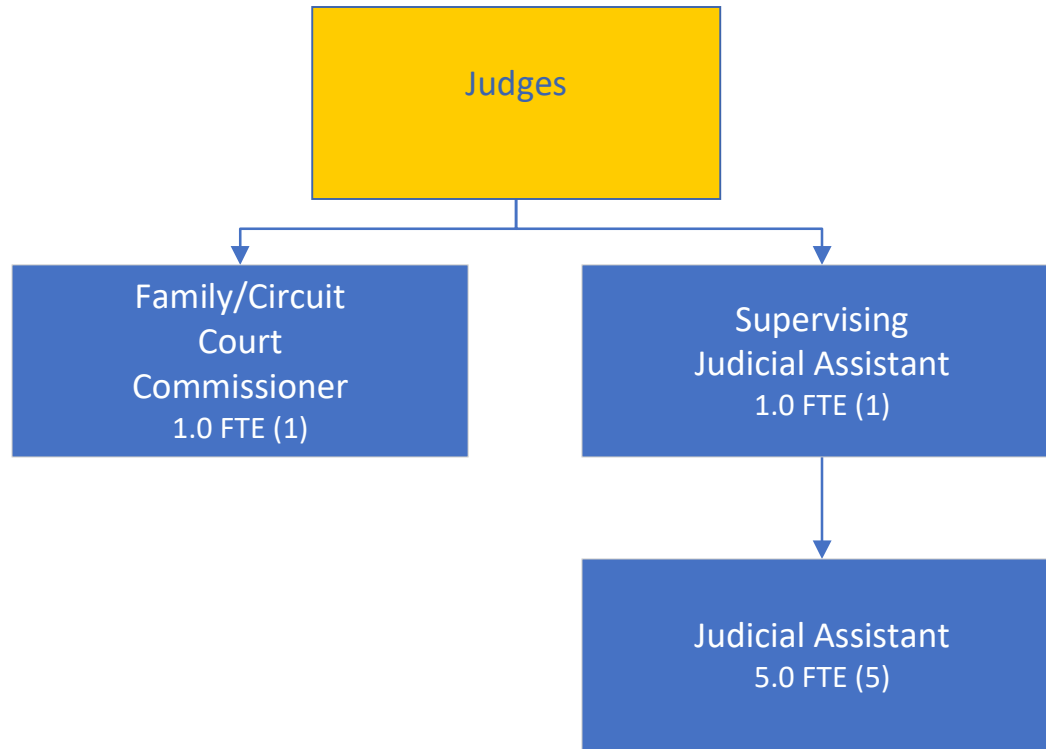 Judges
Family/Circuit
Court
Commissioner
1.0 FTE (1)
Supervising
Judicial Assistant
1.0 FTE (1)
Judicial Assistant
5.0 FTE (5)